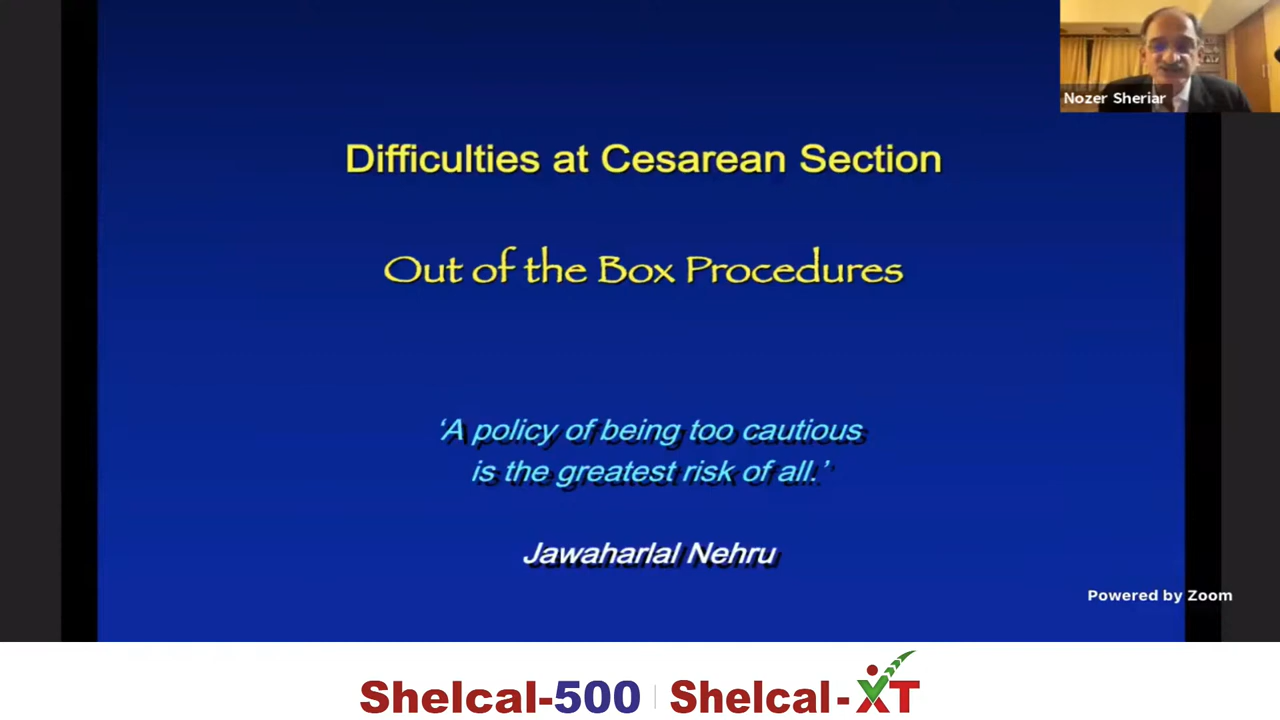 Nozer Sheriar
Difficulties at Cesarean Section
Out of the Box Procedures
‘A policy of being too cautious
is the greatest risk of all.’
Jawaharlal Nehru
Powered by Zoom
Shelcal-500 Shelcal-XT